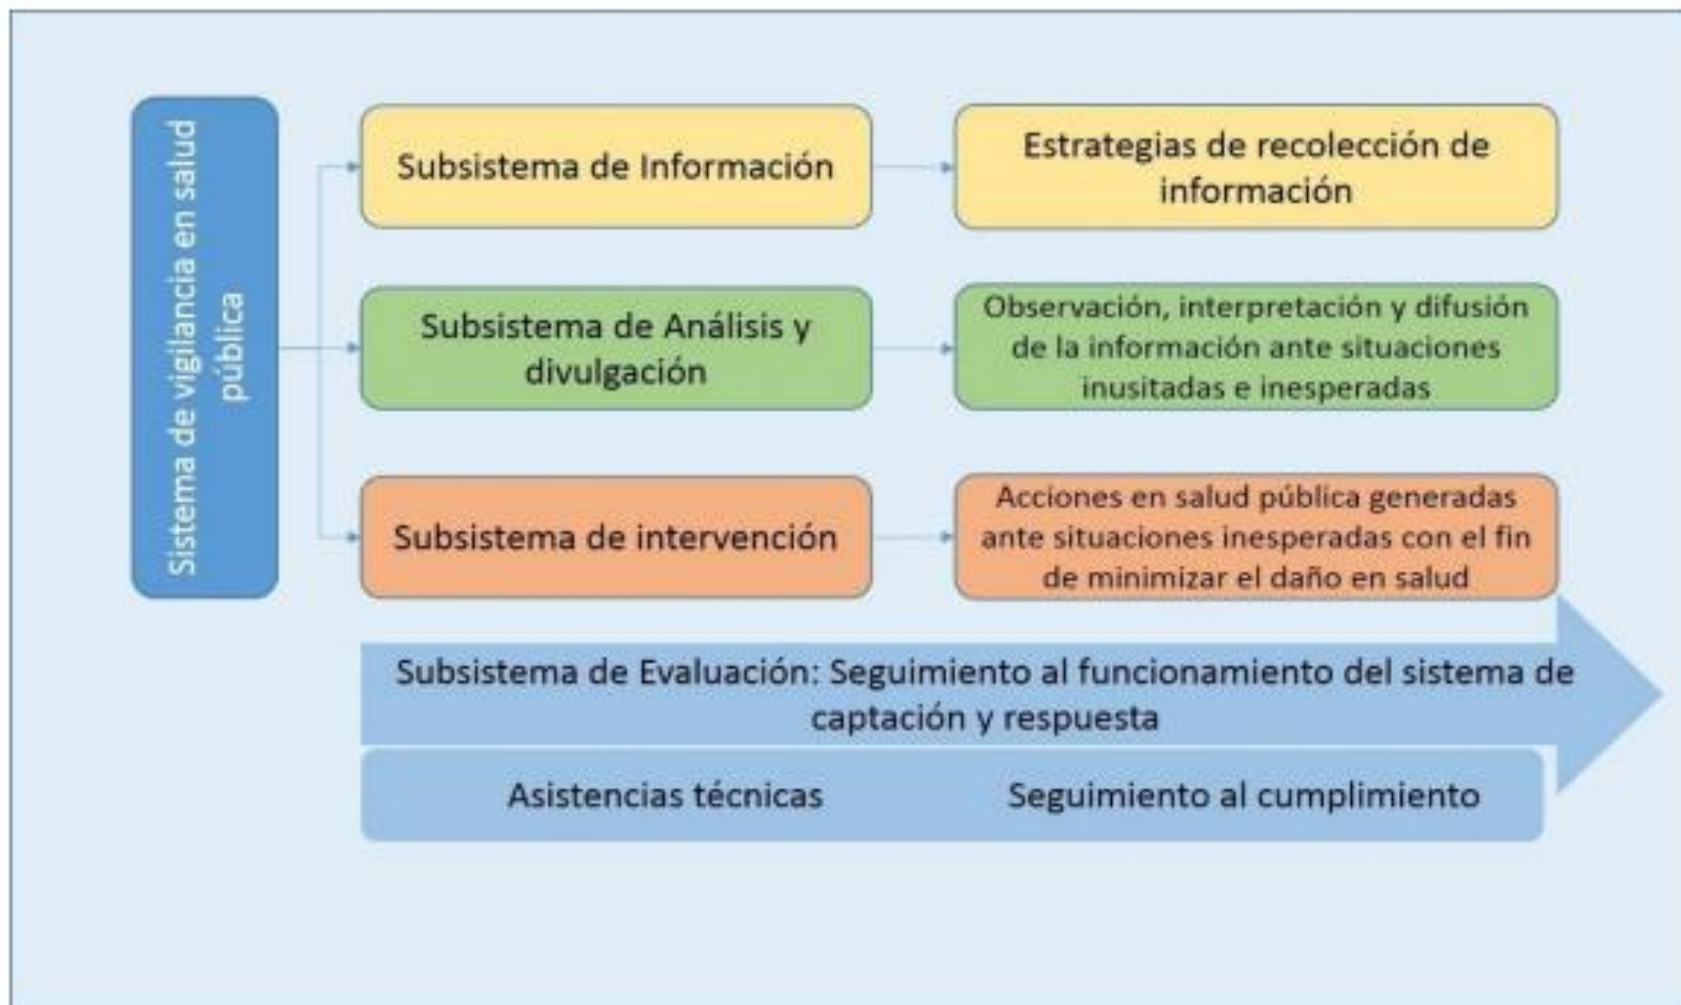 Sistema de vigilancia en salud
pública
Subsistema de Información
Estrategias de recolección de
información
Subsistema de Análisis y
divulgación
Observación, interpretación y difusión
de la información ante situaciones
inusitadas e inesperadas
Subsistema de intervención
Acciones en salud pública generadas
ante situaciones inesperadas con el fin
de minimizar el daño en salud
Subsistema de Evaluación: Seguimiento al funcionamiento del sistema de
captación y respuesta
Asistencias técnicas
Seguimiento al cumplimiento